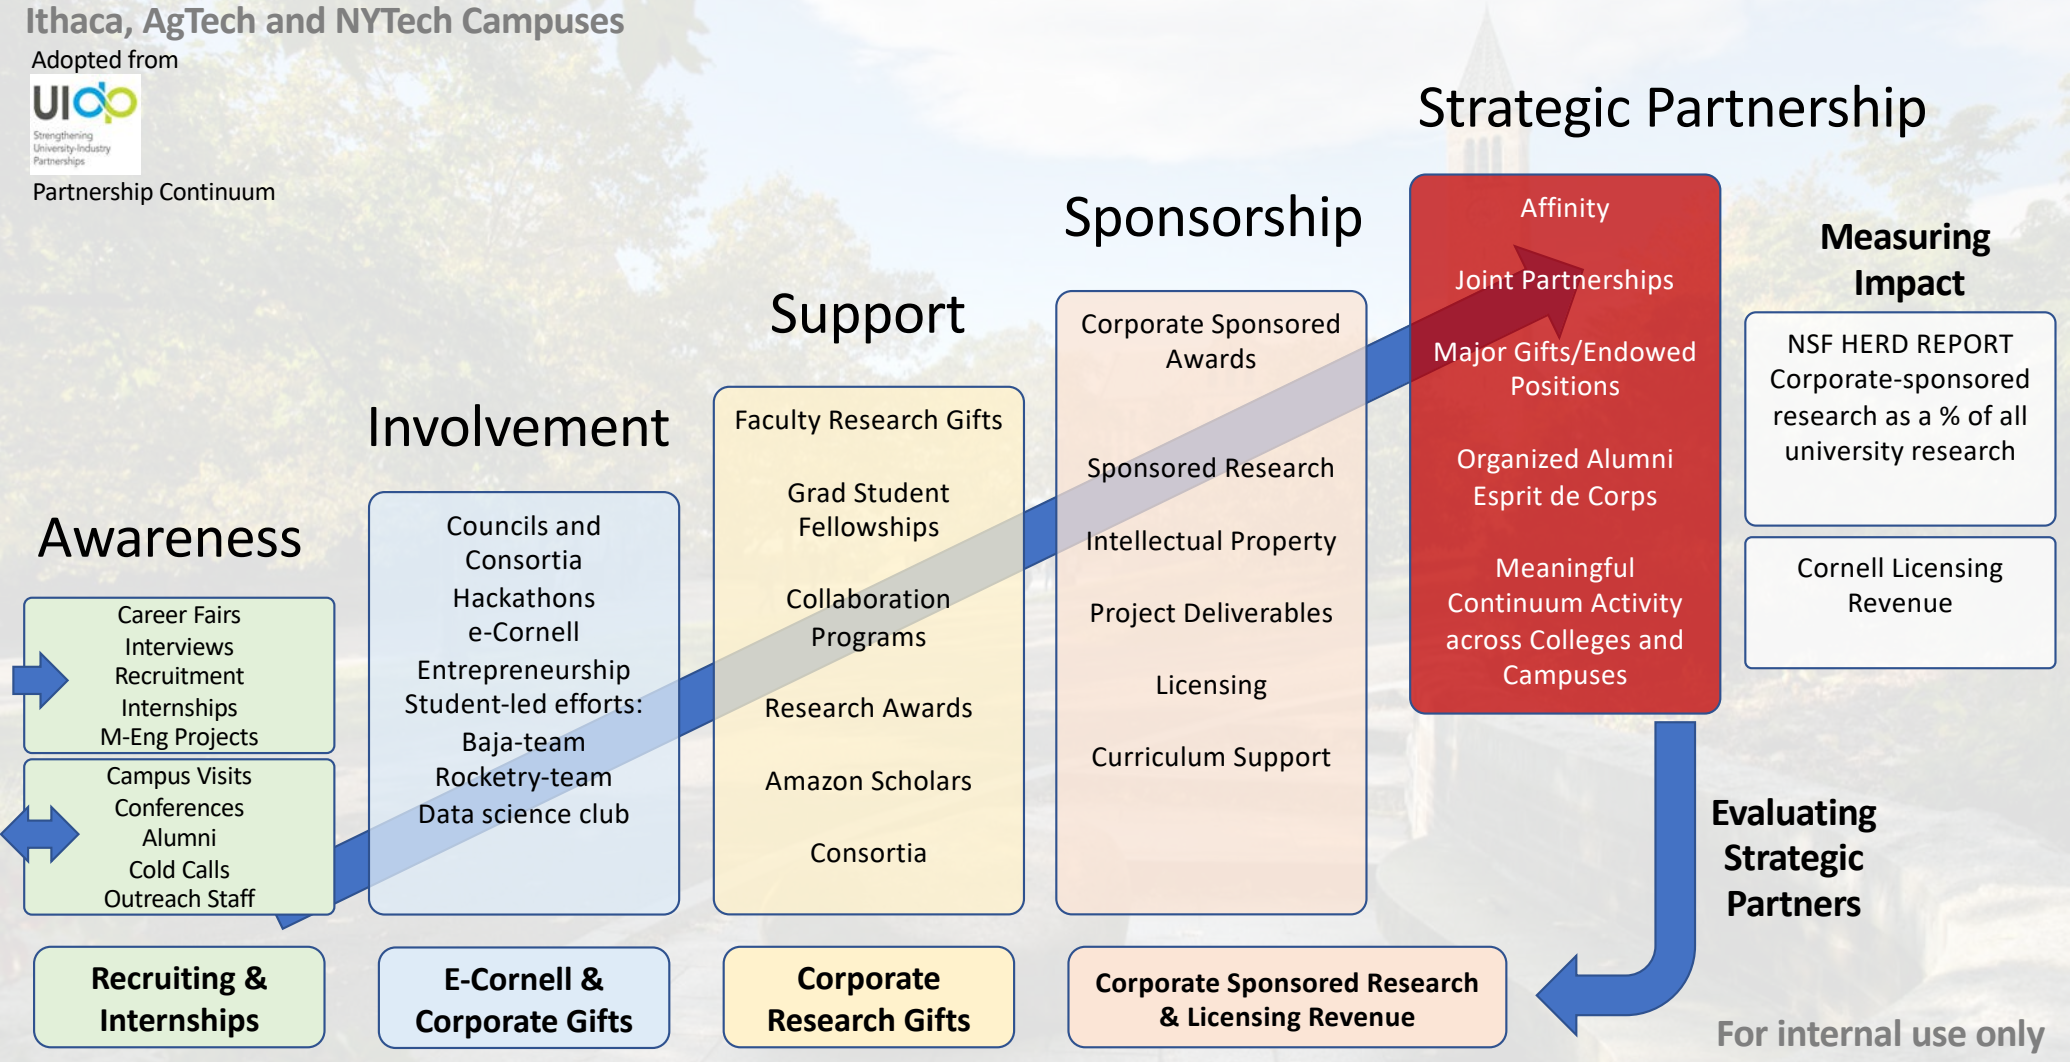 Ithaca, AgTech and NYTech Campuses
Adopted from
UIDP
Strengthening
University-Industry
Partnerships
Partnership Continuum
Awareness
Career Fairs
Interviews
Recruitment
Internships
M-Eng Projects
Campus Visits
Conferences
Alumni
Cold Calls
Outreach Staff
Recruiting &
Internships
Involvement
Councils and
Consortia
Hackathons
e-Cornell
Entrepreneurship
Student-led efforts:
Baja-team
Rocketry-team
Data science club
E-Cornell &
Corporate Gifts
Support
Faculty Research Gifts
Grad Student
Fellowships
Collaboration
Programs
Research Awards
Amazon Scholars
Consortia
Corporate
Research Gifts
Sponsorship
Corporate Sponsored
Awards
Sponsored Research
Intellectual Property
Project Deliverables
Licensing
Curriculum Support
Corporate Sponsored Research
& Licensing Revenue
Strategic Partnership
Affinity
Joint Partnerships
Major Gifts/Endowed
Positions
Organized Alumni
Esprit de Corps
Meaningful
Continuum Activity
across Colleges and
Campuses
Measuring
Impact
NSF HERD REPORT
Corporate-sponsored
research as a % of all
university research
Cornell Licensing
Revenue
Evaluating
Strategic
Partners
For internal use only